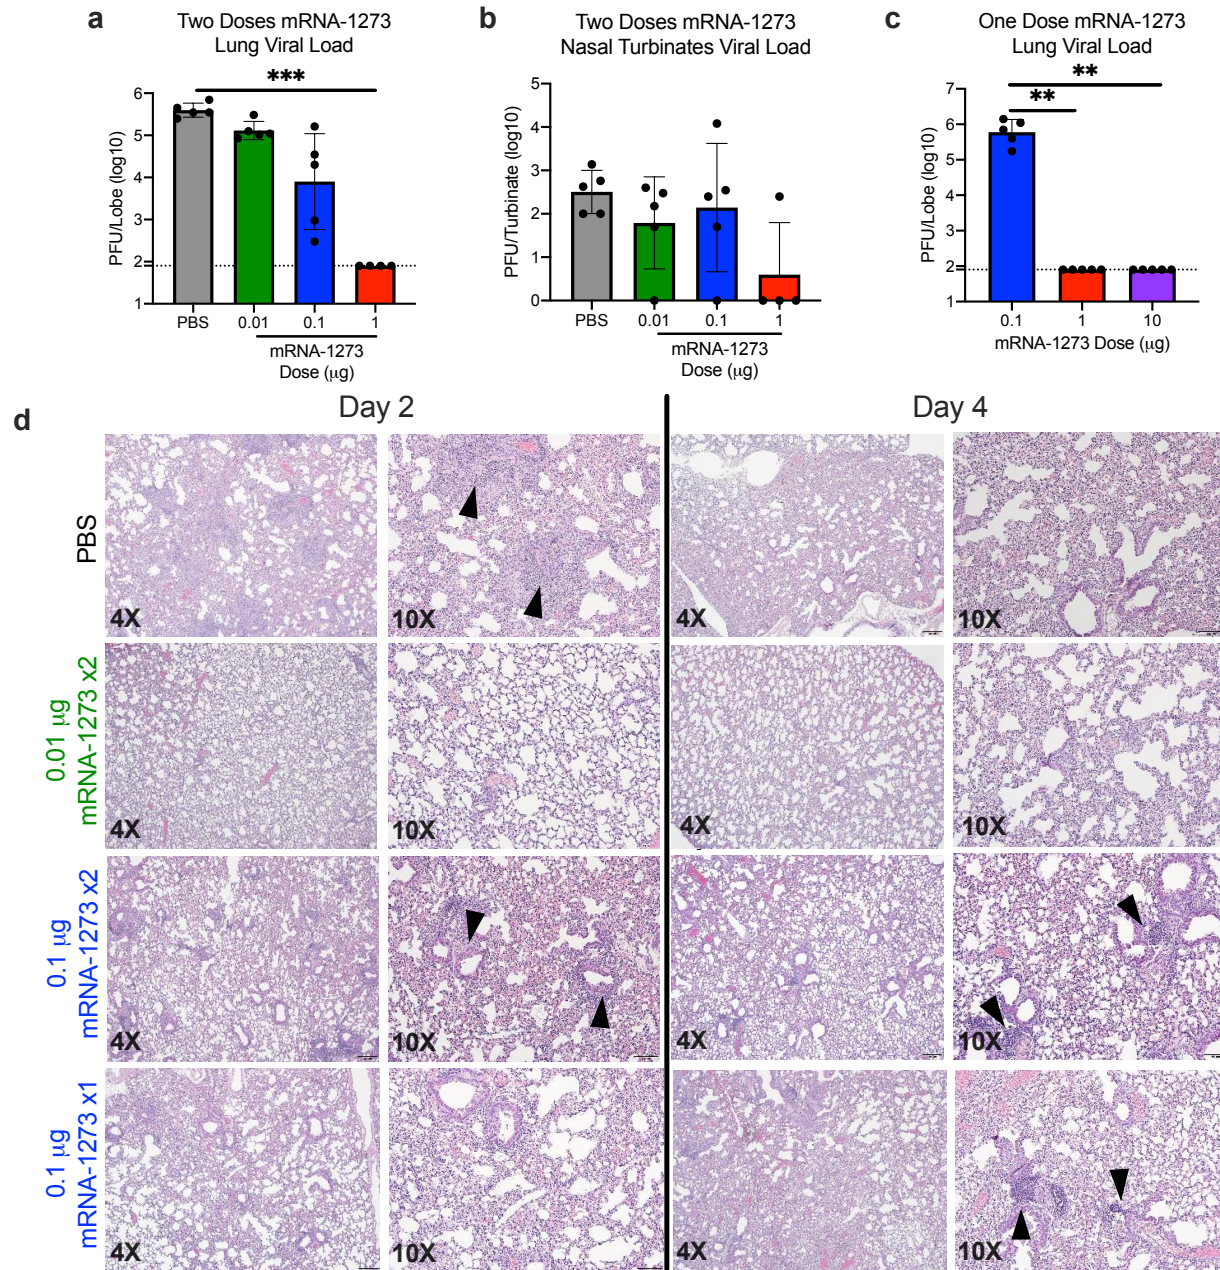 a
Two Doses mRNA-1273
Lung Viral Load
***
PFU/Lobe (log10)
6
5
4
3
2
1
PBS
0.01
0.1
1
mRNA-1273
Dose (μg)
b
Two Doses mRNA-1273
Nasal Turbinates Viral Load
PFU/Turbinate (log10)
5
4
3
2
1
0
PBS
0.01
0.1
1
mRNA-1273
Dose (μg)
c
One Dose mRNA-1273
Lung Viral Load
**
**
PFU/Lobe (log10)
7
6
5
4
3
2
1
0.1
1
10
mRNA-1273 Dose (μg)
d
Day 2
Day 4
PBS
4X
10X
4X
10X
0.01 μg
mRNA-1273 x2
4X
10X
4X
10X
0.1 μg
mRNA-1273 x2
4X
10X
4X
10X
0.1 μg
mRNA-1273 x1
4X
10X
4X
10X